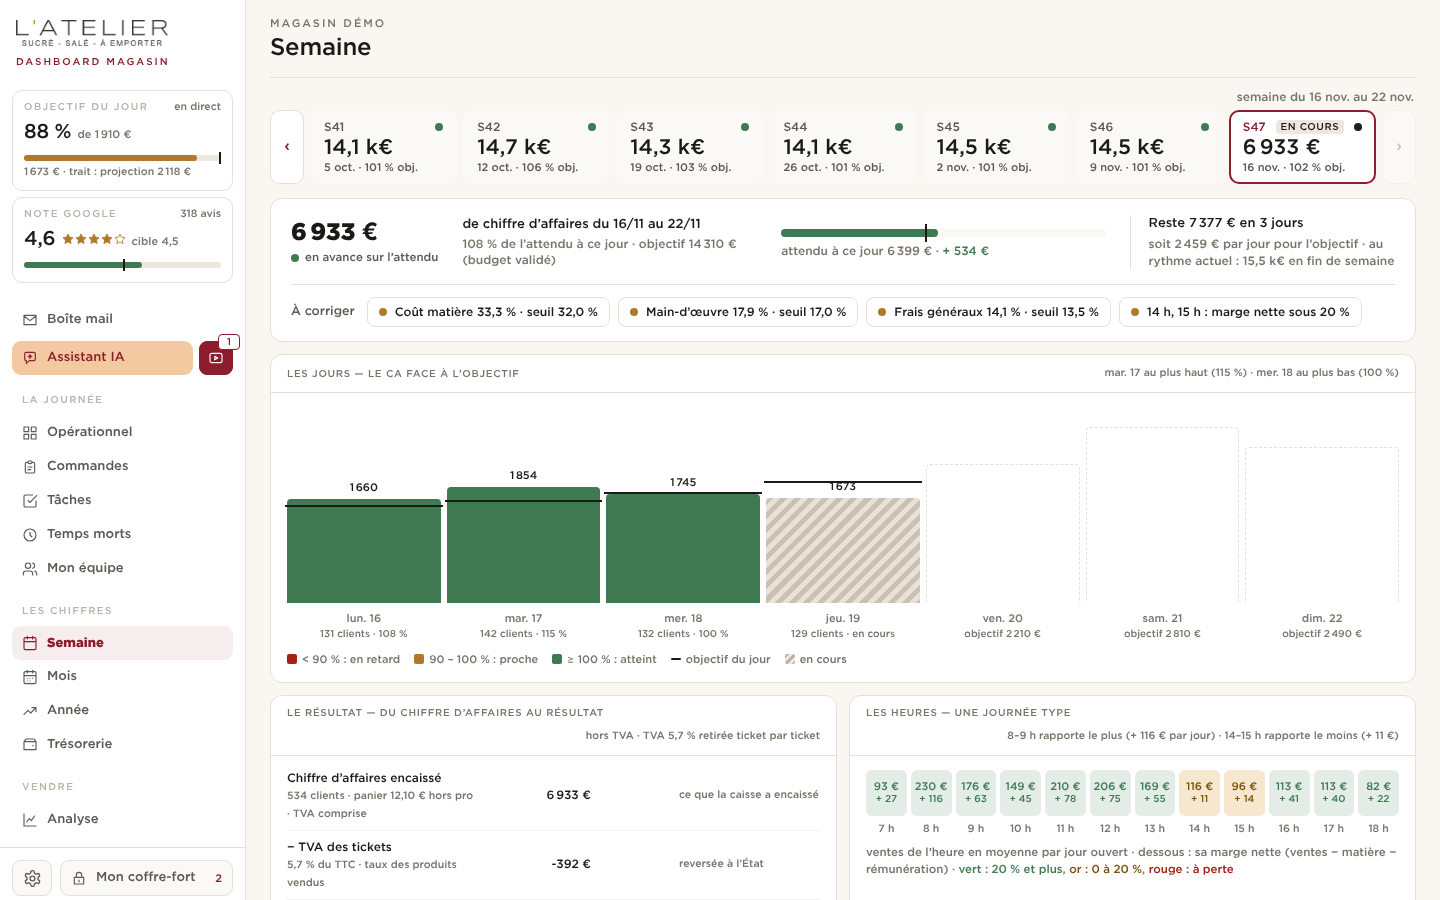 L'ATELIER
SUCRÉ - SALÉ - À EMPORTER
DASHBOARD MAGASIN
OBJECTIF DU JOUR en direct
88 % de 1 910 €
1 673 € · trait : projection 2 118 €
NOTE GOOGLE 318 avis
4,6 cible 4,5
Boîte mail
Assistant IA 1
LA JOURNÉE
Opérationnel
Commandes
Tâches
Temps morts
Mon équipe
LES CHIFFRES
Semaine
Mois
Année
Trésorerie
VENDRE
Analyse
Mon coffre-fort 2
MAGASIN DÉMO
Semaine
semaine du 16 nov. au 22 nov.
‹
S41
14,1 k€
5 oct. · 101 % obj.
S42
14,7 k€
12 oct. · 106 % obj.
S43
14,3 k€
19 oct. · 103 % obj.
S44
14,1 k€
26 oct. · 101 % obj.
S45
14,5 k€
2 nov. · 101 % obj.
S46
14,5 k€
9 nov. · 101 % obj.
S47 EN COURS
6 933 €
16 nov. · 102 % obj.
›
6 933 €
en avance sur l'attendu
de chiffre d'affaires du 16/11 au 22/11
108 % de l'attendu à ce jour · objectif 14 310 €
(budget validé)
attendu à ce jour 6 399 € · + 534 €
Reste 7 377 € en 3 jours
soit 2 459 € par jour pour l'objectif · au
rythme actuel : 15,5 k€ en fin de semaine
À corriger
Coût matière 33,3 % · seuil 32,0 %
Main-d'œuvre 17,9 % · seuil 17,0 %
Frais généraux 14,1 % · seuil 13,5 %
14 h, 15 h : marge nette sous 20 %
LES JOURS — LE CA FACE À L'OBJECTIF
mar. 17 au plus haut (115 %) · mer. 18 au plus bas (100 %)
1 660
1 854
1 745
1 673
lun. 16
131 clients · 108 %
mar. 17
142 clients · 115 %
mer. 18
132 clients · 100 %
jeu. 19
129 clients · en cours
ven. 20
objectif 2 210 €
sam. 21
objectif 2 810 €
dim. 22
objectif 2 490 €
< 90 % : en retard 90 – 100 % : proche ≥ 100 % : atteint objectif du jour en cours
LE RÉSULTAT — DU CHIFFRE D'AFFAIRES AU RÉSULTAT
hors TVA · TVA 5,7 % retirée ticket par ticket
Chiffre d'affaires encaissé
534 clients · panier 12,10 € hors pro
· TVA comprise
6 933 €
ce que la caisse a encaissé
− TVA des tickets
5,7 % du TTC · taux des produits
vendus
-392 €
reversée à l'État
LES HEURES — UNE JOURNÉE TYPE
8–9 h rapporte le plus (+ 116 € par jour) · 14–15 h rapporte le moins (+ 11 €)
93 € 230 € 176 € 149 € 210 € 206 € 169 € 116 € 96 € 113 € 113 € 82 €
+ 27 + 116 + 63 + 45 + 78 + 75 + 55 + 11 + 14 + 41 + 40 + 22
7 h 8 h 9 h 10 h 11 h 12 h 13 h 14 h 15 h 16 h 17 h 18 h
ventes de l'heure en moyenne par jour ouvert · dessous : sa marge nette (ventes − matière −
rémunération) · vert : 20 % et plus, or : 0 à 20 %, rouge : à perte